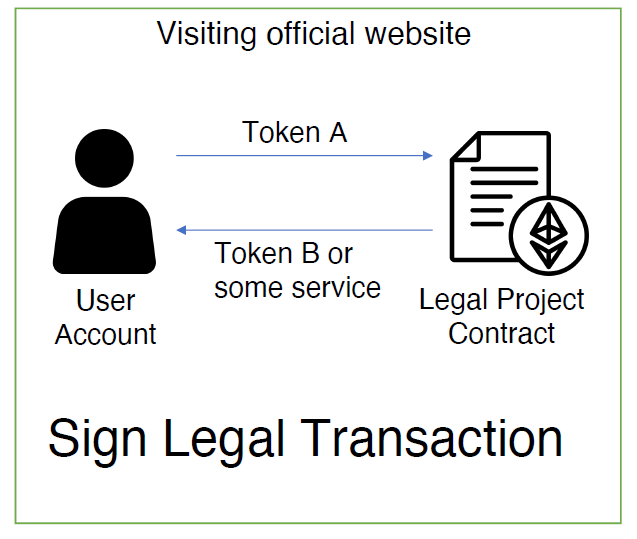 Visiting official website
Token A
Token B or
some service
User
Account
Legal Project
Contract
Sign Legal Transaction